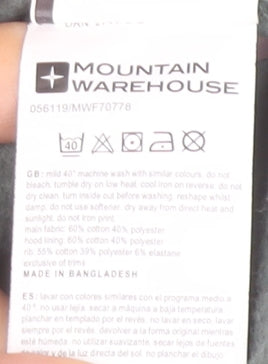 MOUNTAIN
WAREHOUSE
056119/MWF70778
40
GB: mild 40° machine wash with similar colours. do not
bleach. tumble dry on low heat. cool iron on reverse. do not
dry clean. turn inside out before washing. reshape whilst
damp. do not use softener. dry away from direct heat and
sunlight. do not iron print.
main fabric: 60% cotton 40% polyester
hood lining: 60% cotton 40% polyester
rib: 55% cotton 39% polyester 6% elastane
exclusive of trims
MADE IN BANGLADESH
ES: lavar con colores similares con el programa medio a
40°. no usar lejía. secar a máquina a baja temperatura.
planchar en templado por el revés. no lavar en seco. lavar
siempre por el revés. devolver a la forma original mientras
esté húmeda. no utilizar suavizante. secar lejos de fuentes
de calor y de la luz directa del sol. no planchar el dibujo